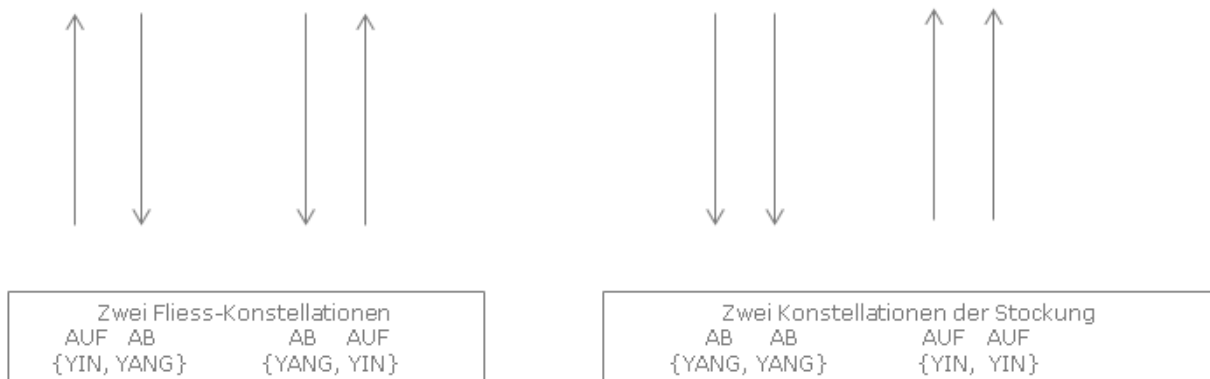 Zwei Fliess-Konstellationen
AUF AB AB AUF
{YIN, YANG} {YANG, YIN}
Zwei Konstellationen der Stockung
AB AB AUF AUF
{YANG, YANG} {YIN, YIN}